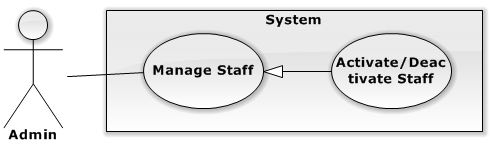 System
Manage Staff
Activate/Deac
tivate Staff
Admin